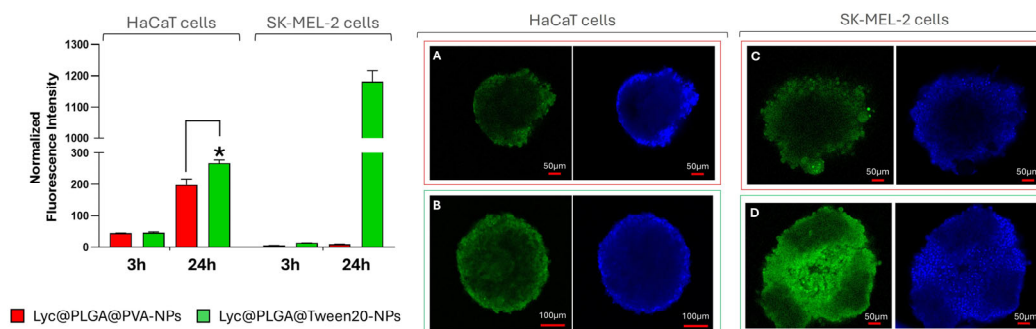 HaCaT cells
SK-MEL-2 cells
Normalized
Fluorescence Intensity
1300
1200
1100
1000
300
200
100
0
*
3h
24h
3h
24h
Lyc@PLGA@PVA-NPs
Lyc@PLGA@Tween20-NPs
HaCaT cells
SK-MEL-2 cells
A
50µm
50µm
C
50µm
50µm
B
100µm
100µm
D
50µm
50µm